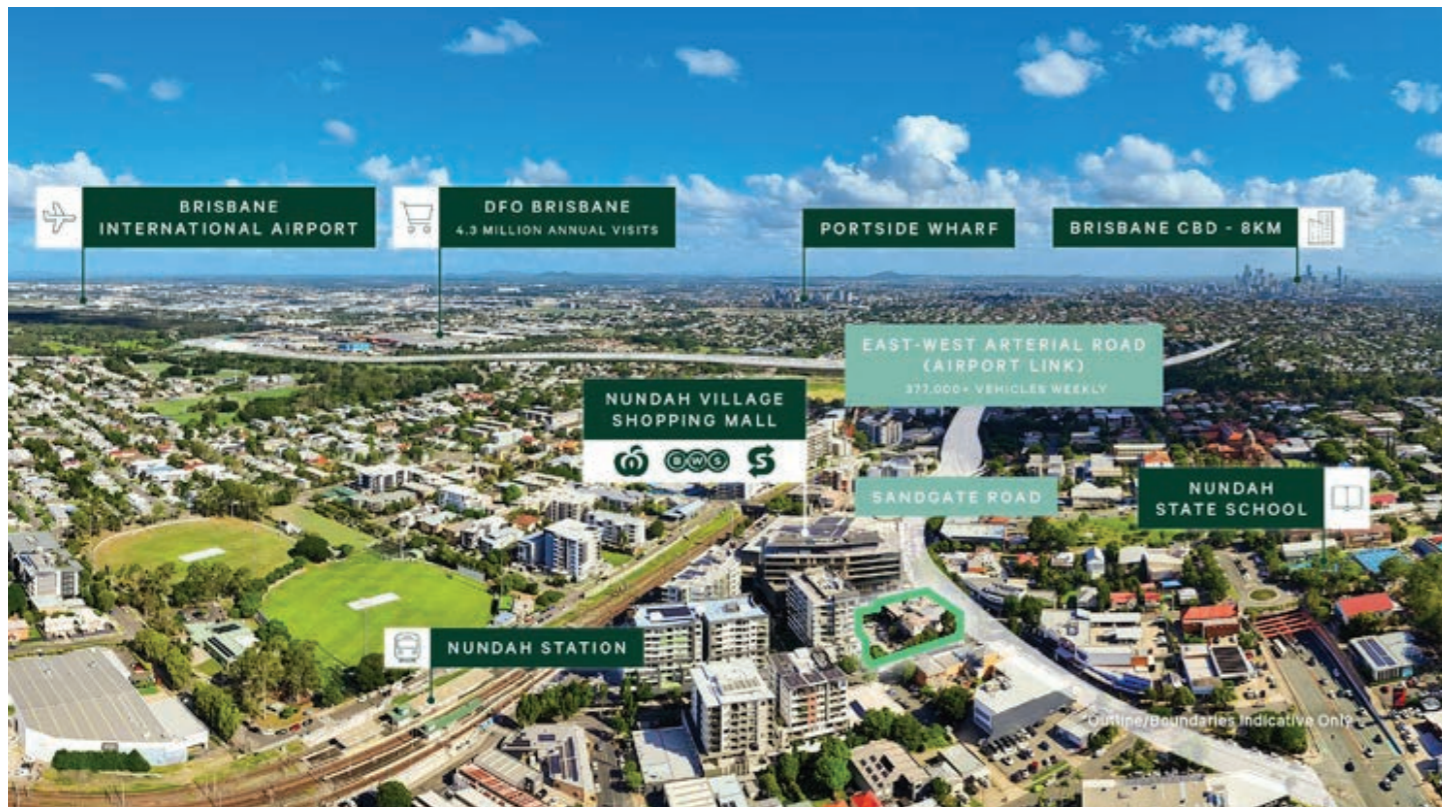 BRISBANE
INTERNATIONAL AIRPORT
DFO BRISBANE
4.3 MILLION ANNUAL VISITS
PORTSIDE WHARF
BRISBANE CBD - 8KM
EAST-WEST ARTERIAL ROAD
(AIRPORT LINK)
377,000+ VEHICLES WEEKLY
NUNDAH VILLAGE
SHOPPING MALL
BWS
SANDGATE ROAD
NUNDAH
STATE SCHOOL
NUNDAH STATION
Outline/Boundaries Indicative Only